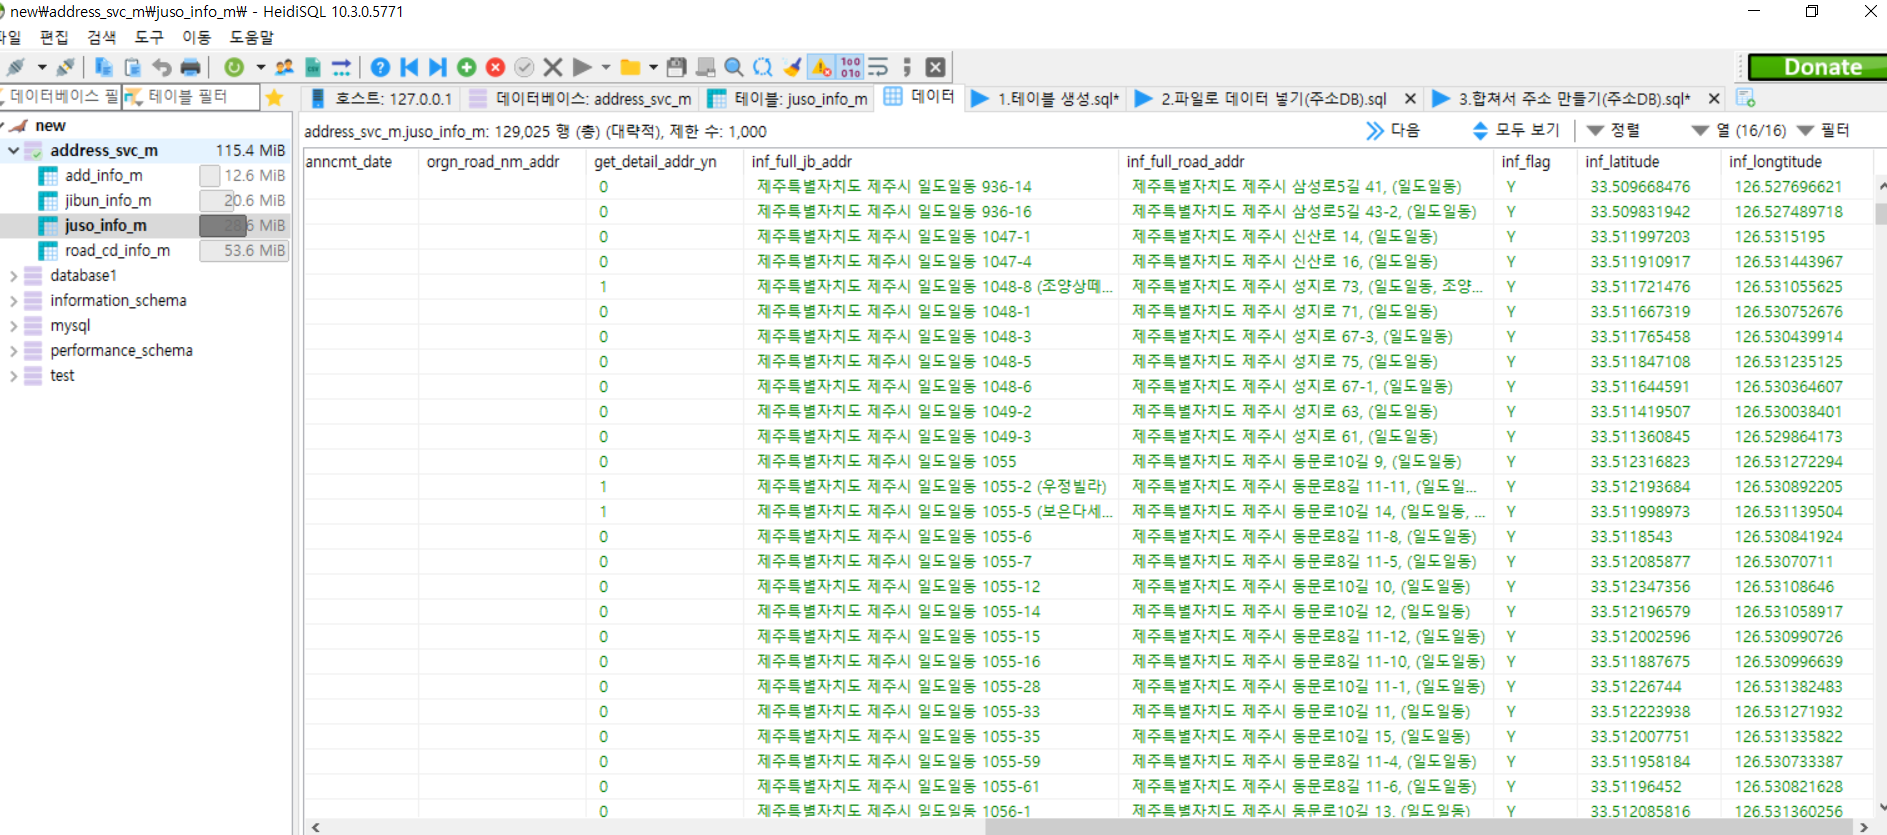 new₩address_svc_m₩juso_info_m₩ - HeidiSQL 10.3.0.5771
파일 편집 검색 도구 이동 도움말
Donate
데이터베이스 필 테이블 필터 호스트: 127.0.0.1 데이터베이스: address_svc_m 테이블: juso_info_m 데이터 1.테이블 생성.sql* 2.파일로 데이터 넣기(주소DB).sql 3.합쳐서 주소 만들기(주소DB).sql*
new
address_svc_m 115.4 MiB
add_info_m 12.6 MiB
jibun_info_m 20.6 MiB
juso_info_m 28.6 MiB
road_cd_info_m 53.6 MiB
database1
information_schema
mysql
performance_schema
test
address_svc_m.juso_info_m: 129,025 행 (총) (대략적), 제한 수: 1,000 다음 모두 보기 정렬 열 (16/16) 필터
anncmt_date orgn_road_nm_addr get_detail_addr_yn inf_full_jb_addr inf_full_road_addr inf_flag inf_latitude inf_longtitude
0 제주특별자치도 제주시 일도일동 936-14 제주특별자치도 제주시 삼성로5길 41, (일도일동) Y 33.509668476 126.527696621
0 제주특별자치도 제주시 일도일동 936-16 제주특별자치도 제주시 삼성로5길 43-2, (일도일동) Y 33.509831942 126.527489718
0 제주특별자치도 제주시 일도일동 1047-1 제주특별자치도 제주시 신산로 14, (일도일동) Y 33.511997203 126.5315195
0 제주특별자치도 제주시 일도일동 1047-4 제주특별자치도 제주시 신산로 16, (일도일동) Y 33.511910917 126.531443967
1 제주특별자치도 제주시 일도일동 1048-8 (조양상떼... 제주특별자치도 제주시 성지로 73, (일도일동, 조양... Y 33.511721476 126.531055625
0 제주특별자치도 제주시 일도일동 1048-1 제주특별자치도 제주시 성지로 71, (일도일동) Y 33.511667319 126.530752676
0 제주특별자치도 제주시 일도일동 1048-3 제주특별자치도 제주시 성지로 67-3, (일도일동) Y 33.511765458 126.530439914
0 제주특별자치도 제주시 일도일동 1048-5 제주특별자치도 제주시 성지로 75, (일도일동) Y 33.511847108 126.531235125
0 제주특별자치도 제주시 일도일동 1048-6 제주특별자치도 제주시 성지로 67-1, (일도일동) Y 33.511644591 126.530364607
0 제주특별자치도 제주시 일도일동 1049-2 제주특별자치도 제주시 성지로 63, (일도일동) Y 33.511419507 126.530038401
0 제주특별자치도 제주시 일도일동 1049-3 제주특별자치도 제주시 성지로 61, (일도일동) Y 33.511360845 126.529864173
0 제주특별자치도 제주시 일도일동 1055 제주특별자치도 제주시 동문로10길 9, (일도일동) Y 33.512316823 126.531272294
1 제주특별자치도 제주시 일도일동 1055-2 (우정빌라) 제주특별자치도 제주시 동문로8길 11-11, (일도일... Y 33.512193684 126.530892205
1 제주특별자치도 제주시 일도일동 1055-5 (보은다세... 제주특별자치도 제주시 동문로10길 14, (일도일동, ... Y 33.511998973 126.531139504
0 제주특별자치도 제주시 일도일동 1055-6 제주특별자치도 제주시 동문로8길 11-8, (일도일동) Y 33.5118543 126.530841924
0 제주특별자치도 제주시 일도일동 1055-7 제주특별자치도 제주시 동문로8길 11-5, (일도일동) Y 33.512085877 126.53070711
0 제주특별자치도 제주시 일도일동 1055-12 제주특별자치도 제주시 동문로10길 10, (일도일동) Y 33.512347356 126.53108646
0 제주특별자치도 제주시 일도일동 1055-14 제주특별자치도 제주시 동문로10길 12, (일도일동) Y 33.512196579 126.531058917
0 제주특별자치도 제주시 일도일동 1055-15 제주특별자치도 제주시 동문로8길 11-12, (일도일동) Y 33.512002596 126.530990726
0 제주특별자치도 제주시 일도일동 1055-16 제주특별자치도 제주시 동문로8길 11-10, (일도일동) Y 33.511887675 126.530996639
0 제주특별자치도 제주시 일도일동 1055-28 제주특별자치도 제주시 동문로10길 11-1, (일도일동) Y 33.51226744 126.531382483
0 제주특별자치도 제주시 일도일동 1055-33 제주특별자치도 제주시 동문로10길 11, (일도일동) Y 33.512223938 126.531271932
0 제주특별자치도 제주시 일도일동 1055-35 제주특별자치도 제주시 동문로10길 15, (일도일동) Y 33.512007751 126.531335822
0 제주특별자치도 제주시 일도일동 1055-59 제주특별자치도 제주시 동문로8길 11-4, (일도일동) Y 33.511958184 126.530733387
0 제주특별자치도 제주시 일도일동 1055-61 제주특별자치도 제주시 동문로8길 11-6, (일도일동) Y 33.51196452 126.530821628
0 제주특별자치도 제주시 일도일동 1056-1 제주특별자치도 제주시 동문로10길 13, (일도일동) Y 33.512085816 126.531360256